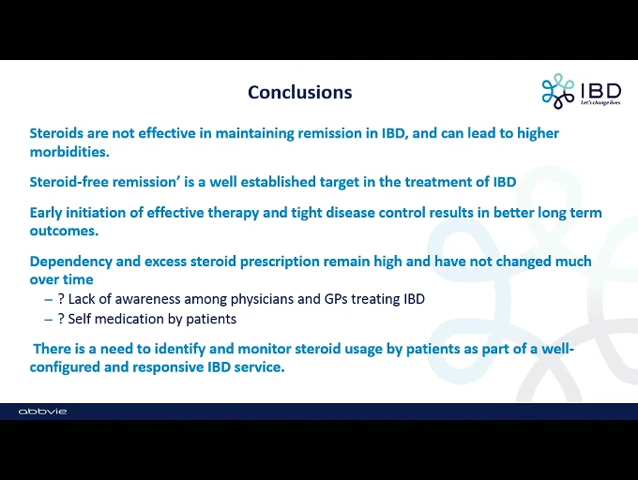 Conclusions
IBD
Let's change lives
Steroids are not effective in maintaining remission in IBD, and can lead to higher
morbidities.
Steroid-free remission’ is a well established target in the treatment of IBD
Early initiation of effective therapy and tight disease control results in better long term
outcomes.
Dependency and excess steroid prescription remain high and have not changed much
over time
– ? Lack of awareness among physicians and GPs treating IBD
– ? Self medication by patients
There is a need to identify and monitor steroid usage by patients as part of a well-
configured and responsive IBD service.
abbvie